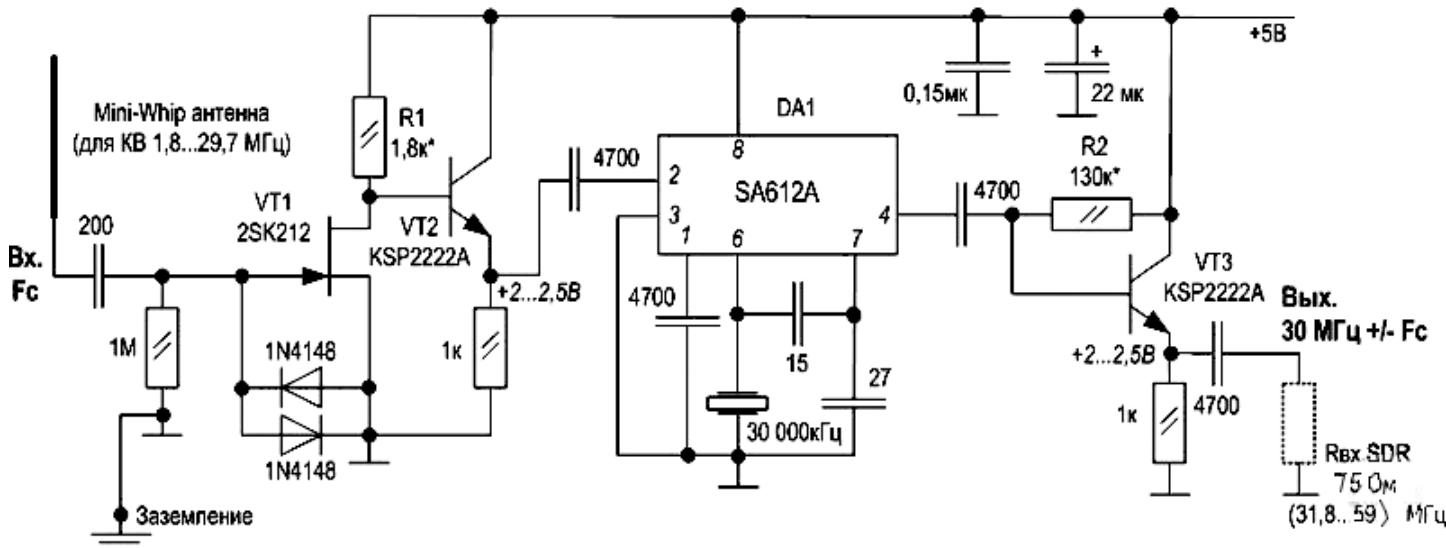 +5В
Mini-Whip антенна
(для КВ 1,8...29,7 МГц)
R1
1,8к*
0,15мк
+
22 мк
DA1
4700
8
2
SA612A
3
4
1
6
7
R2
130к*
4700
VT1
2SK212
VT2
KSP2222A
200
Вх.
Fc
+2...2,5В
4700
VT3
KSP2222A
Вых.
30 МГц +/- Fc
1М
1N4148
1к
15
27
+2...2,5В
1N4148
30 000кГц
1к
4700
Rвх SDR
75 Ом
(31,8...59) МГц
Заземление